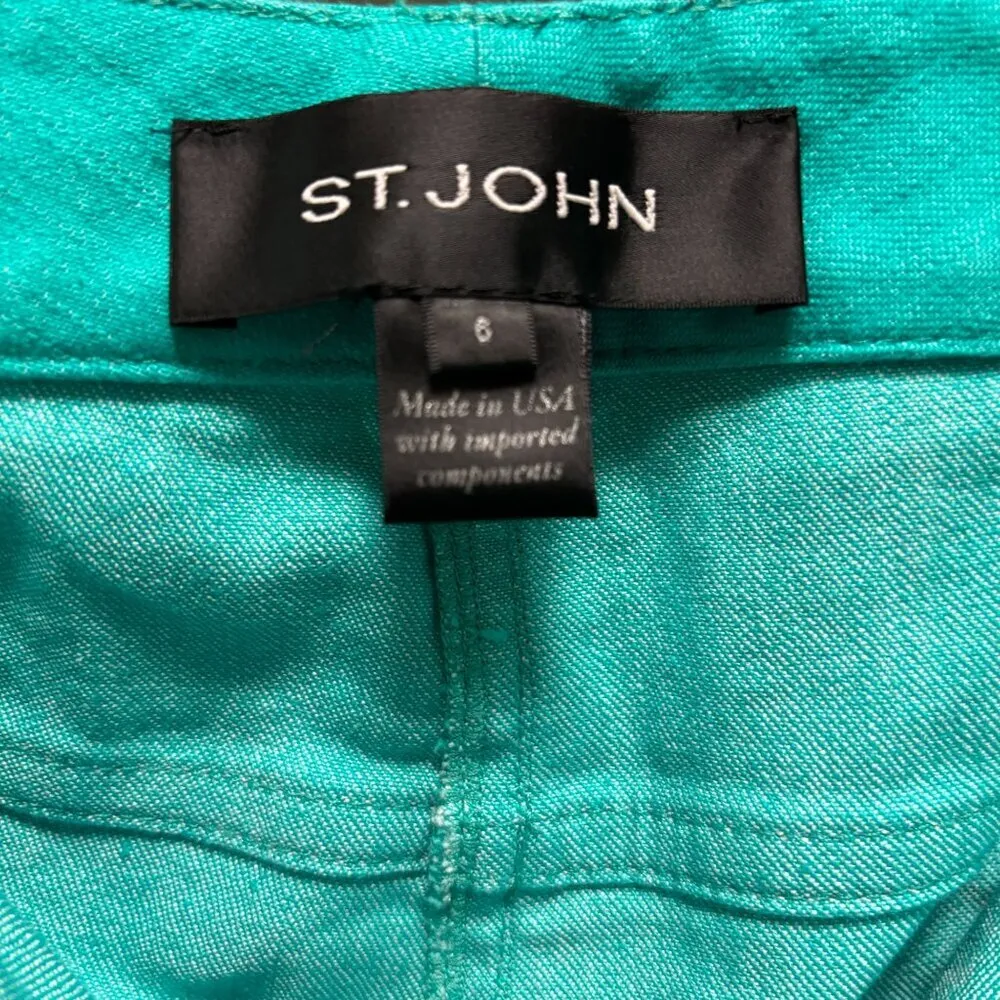 ST. JOHN
6
Made in USA
with imported
components